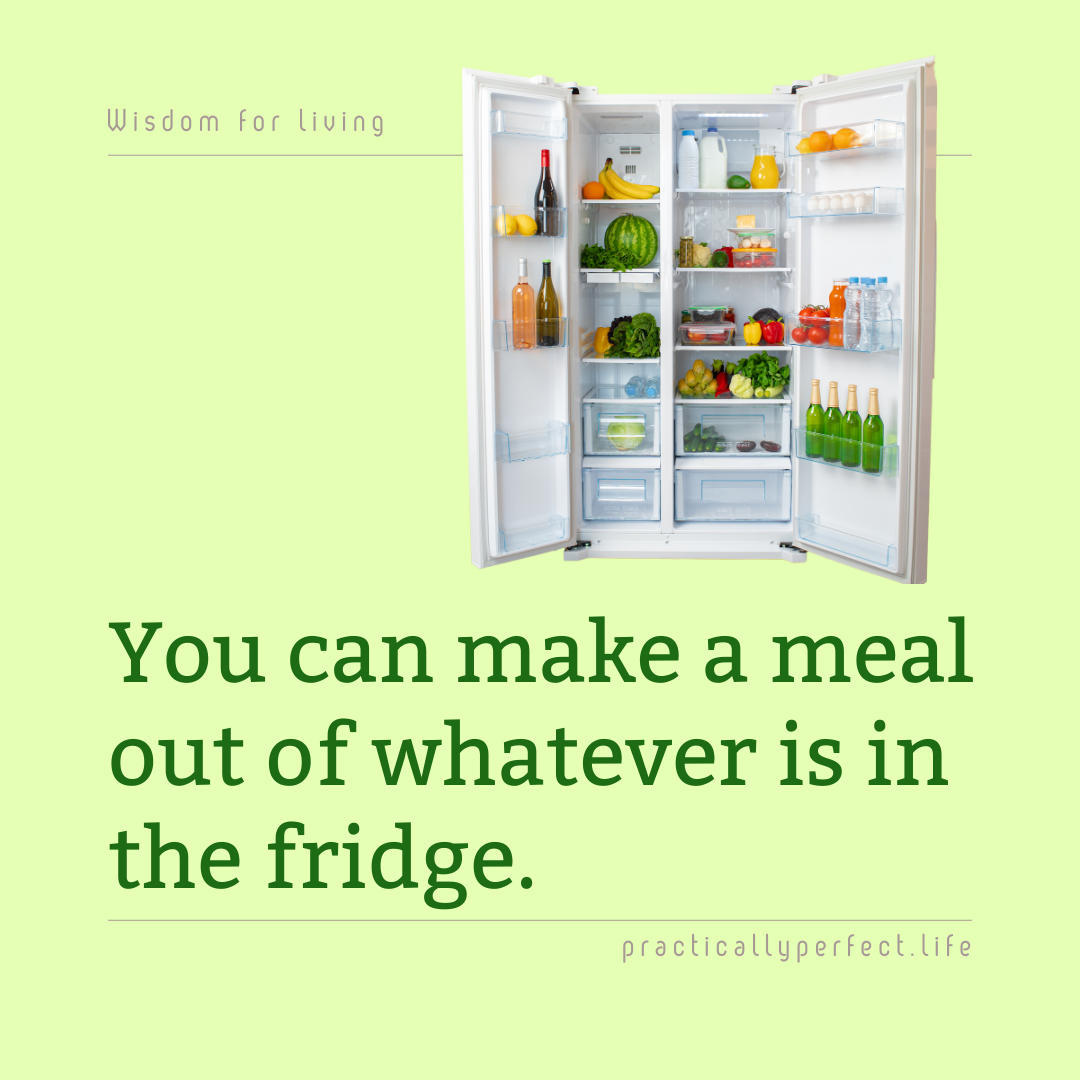 Wisdom for living
You can make a meal
out of whatever is in
the fridge.
practicallyperfect.life